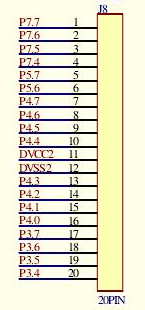 J8
P7.7 1
P7.6 2
P7.5 3
P7.4 4
P5.7 5
P5.6 6
P4.7 7
P4.6 8
P4.5 9
P4.4 10
DVCC2 11
DVSS2 12
P4.3 13
P4.2 14
P4.1 15
P4.0 16
P3.7 17
P3.6 18
P3.5 19
P3.4 20
20PIN